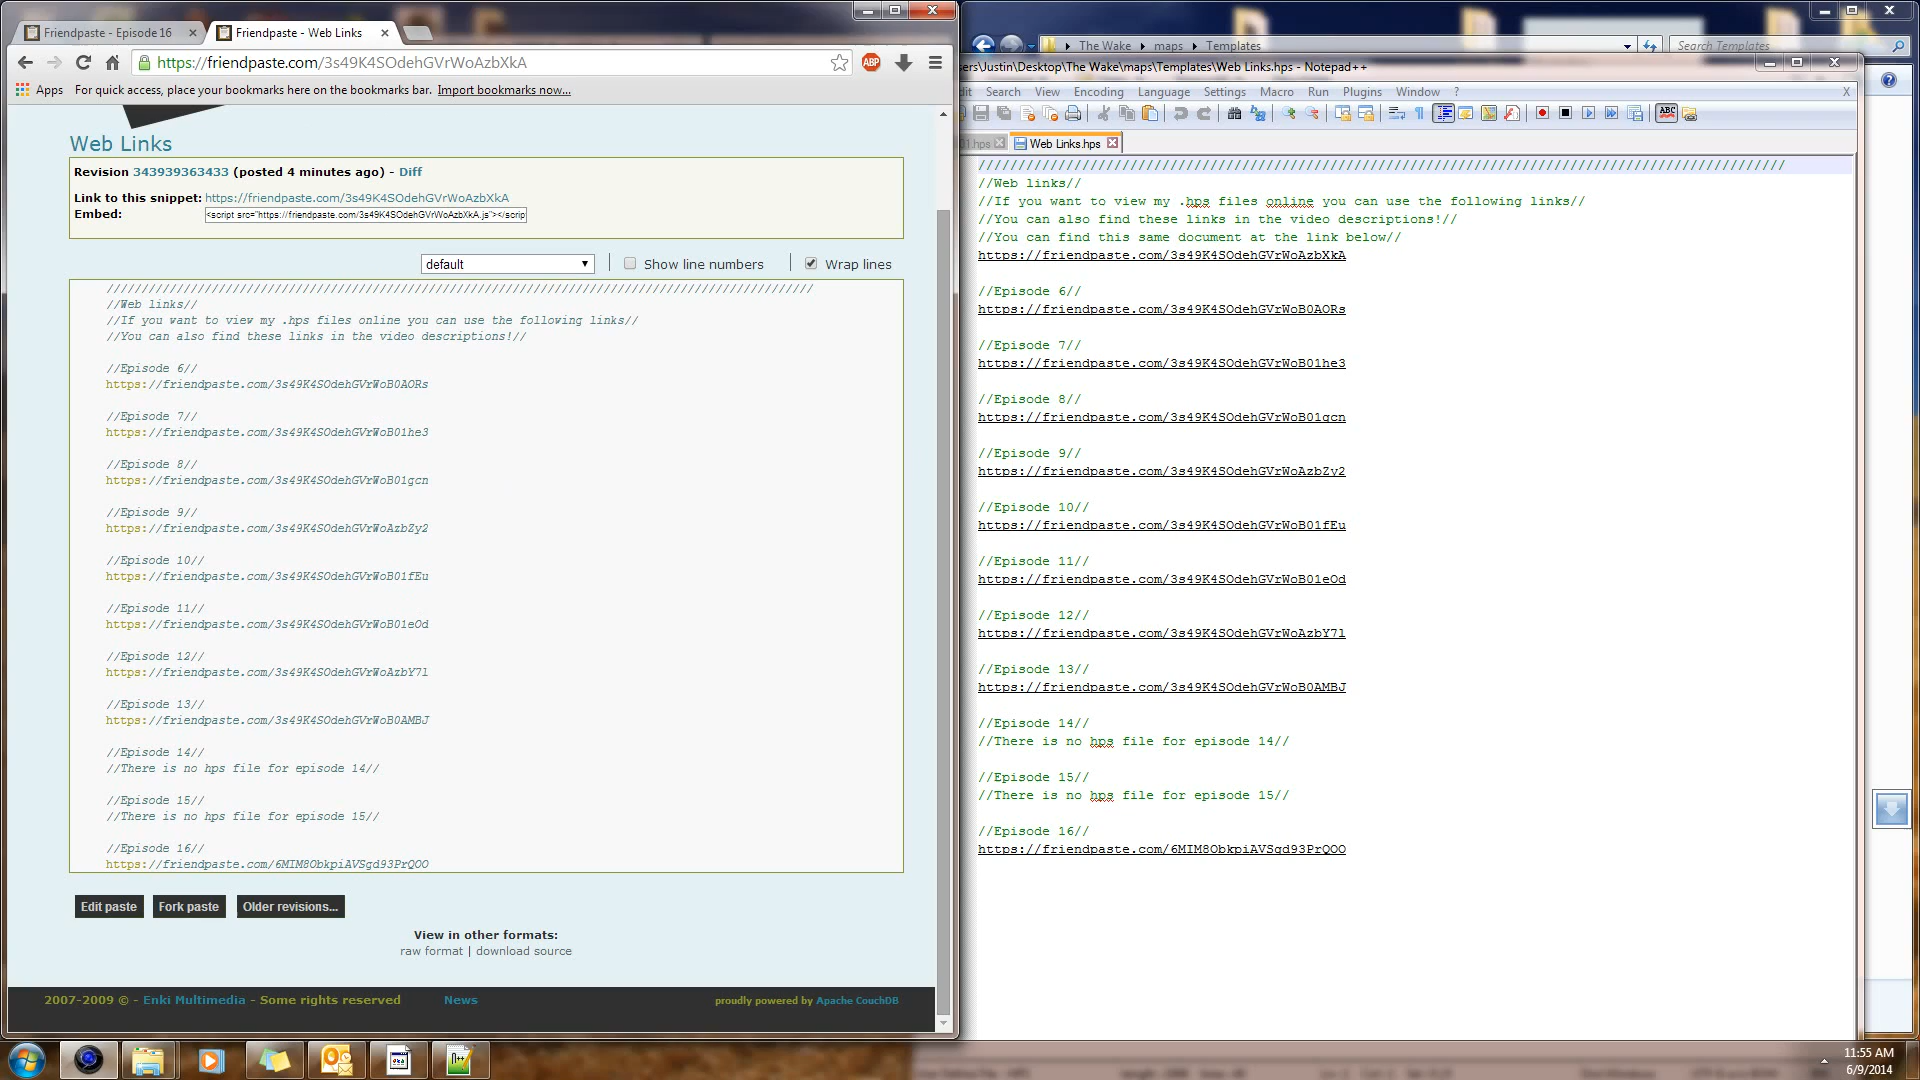 Friendpaste - Episode 16
Friendpaste - Web Links
https://friendpaste.com/3s49K4SOdehGVrWoAzbXkA
ABP
Apps
For quick access, place your bookmarks here on the bookmarks bar. Import bookmarks now...
Web Links
Revision 343939363433 (posted 4 minutes ago) - Diff
Link to this snippet: https://friendpaste.com/3s49K4SOdehGVrWoAzbXkA
Embed: <script src="https://friendpaste.com/3s49K4SOdehGVrWoAzbXkA.js"></script
default
Show line numbers
Wrap lines
//Web links//
//If you want to view my .hps files online you can use the following links//
//You can also find these links in the video descriptions!//
//Episode 6//
https://friendpaste.com/3s49K4SOdehGVrWoB0AORs
//Episode 7//
https://friendpaste.com/3s49K4SOdehGVrWoB01he3
//Episode 8//
https://friendpaste.com/3s49K4SOdehGVrWoB01gcn
//Episode 9//
https://friendpaste.com/3s49K4SOdehGVrWoAzbZy2
//Episode 10//
https://friendpaste.com/3s49K4SOdehGVrWoB01fEu
//Episode 11//
https://friendpaste.com/3s49K4SOdehGVrWoB01eOd
//Episode 12//
https://friendpaste.com/3s49K4SOdehGVrWoAzbY7l
//Episode 13//
https://friendpaste.com/3s49K4SOdehGVrWoB0AMBJ
//Episode 14//
//There is no hps file for episode 14//
//Episode 15//
//There is no hps file for episode 15//
//Episode 16//
https://friendpaste.com/6MIM8ObkpiAVSgd93PrQOO
Edit paste
Fork paste
Older revisions...
View in other formats:
raw format | download source
2007-2009 © - Enki Multimedia - Some rights reserved
News
proudly powered by Apache CouchDB
The Wake
maps
Templates
Search Templates
sers\Justin\Desktop\The Wake\maps\Templates\Web Links.hps - Notepad++
dit Search View Encoding Language Settings Macro Run Plugins Window ?
X
ABC
01.hps
Web Links.hps
//Web links//
//If you want to view my .hps files online you can use the following links//
//You can also find these links in the video descriptions!//
//You can find this same document at the link below//
https://friendpaste.com/3s49K4SOdehGVrWoAzbXkA
//Episode 6//
https://friendpaste.com/3s49K4SOdehGVrWoB0AORs
//Episode 7//
https://friendpaste.com/3s49K4SOdehGVrWoB01he3
//Episode 8//
https://friendpaste.com/3s49K4SOdehGVrWoB01gcn
//Episode 9//
https://friendpaste.com/3s49K4SOdehGVrWoAzbZy2
//Episode 10//
https://friendpaste.com/3s49K4SOdehGVrWoB01fEu
//Episode 11//
https://friendpaste.com/3s49K4SOdehGVrWoB01eOd
//Episode 12//
https://friendpaste.com/3s49K4SOdehGVrWoAzbY7l
//Episode 13//
https://friendpaste.com/3s49K4SOdehGVrWoB0AMBJ
//Episode 14//
//There is no hps file for episode 14//
//Episode 15//
//There is no hps file for episode 15//
//Episode 16//
https://friendpaste.com/6MIM8ObkpiAVSgd93PrQOO
11:55 AM
6/9/2014